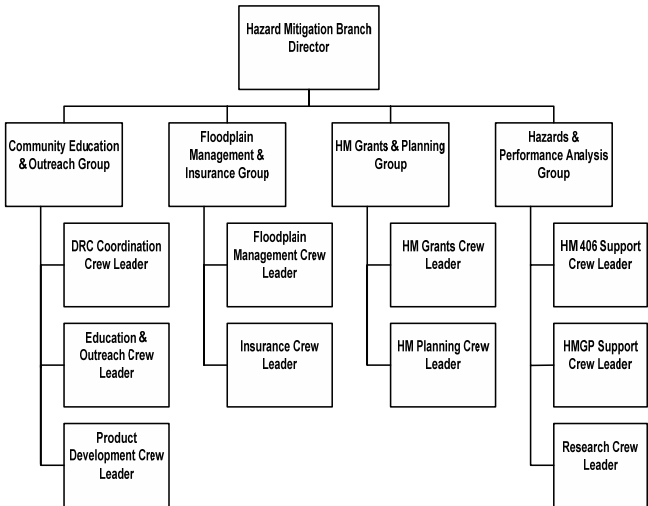 Hazard Mitigation Branch
Director
Community Education
& Outreach Group
Floodplain
Management &
Insurance Group
HM Grants & Planning
Group
Hazards &
Performance Analysis
Group
DRC Coordination
Crew Leader
Floodplain
Management Crew
Leader
HM Grants Crew
Leader
HM 406 Support
Crew Leader
Education &
Outreach Crew
Leader
Insurance Crew
Leader
HM Planning Crew
Leader
HMGP Support
Crew Leader
Product
Development Crew
Leader
Research Crew
Leader